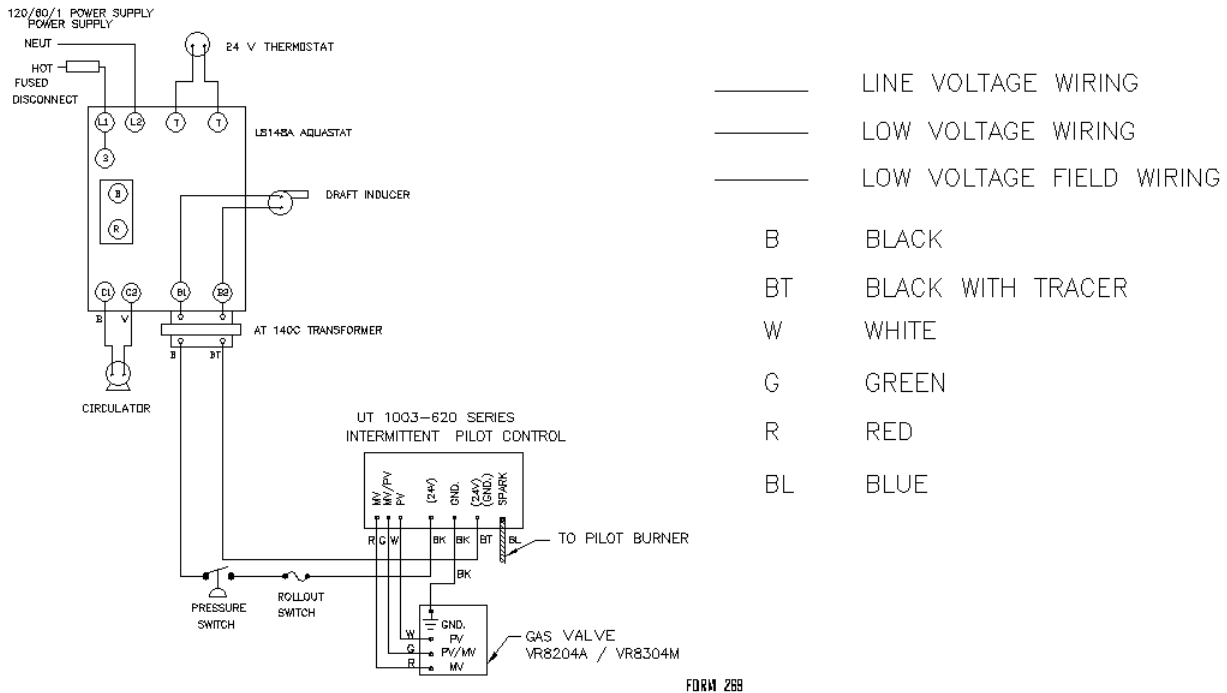 120/60/1 POWER SUPPLY
POWER SUPPLY
NEUT
HOT
FUSED
DISCONNECT
24 V THERMOSTAT
L1
L2
T
T
L8148A AQUASTAT
3
B
R
DRAFT INDUCER
C1
C2
B1
B2
B
V
AT 140C TRANSFORMER
B
BT
CIRCULATOR
UT 1003-620 SERIES
INTERMITTENT PILOT CONTROL
MV
MV/PV
PV
(24V)
GND.
(24V)
(GND.)
SPARK
R
G
W
BK
BK
BT
BL
TO PILOT BURNER
BK
PRESSURE
SWITCH
ROLLOUT
SWITCH
GND.
W
PV
G
PV/MV
R
MV
GAS VALVE
VR8204A / VR8304M
LINE VOLTAGE WIRING
LOW VOLTAGE WIRING
LOW VOLTAGE FIELD WIRING
B BLACK
BT BLACK WITH TRACER
W WHITE
G GREEN
R RED
BL BLUE
FORM 269